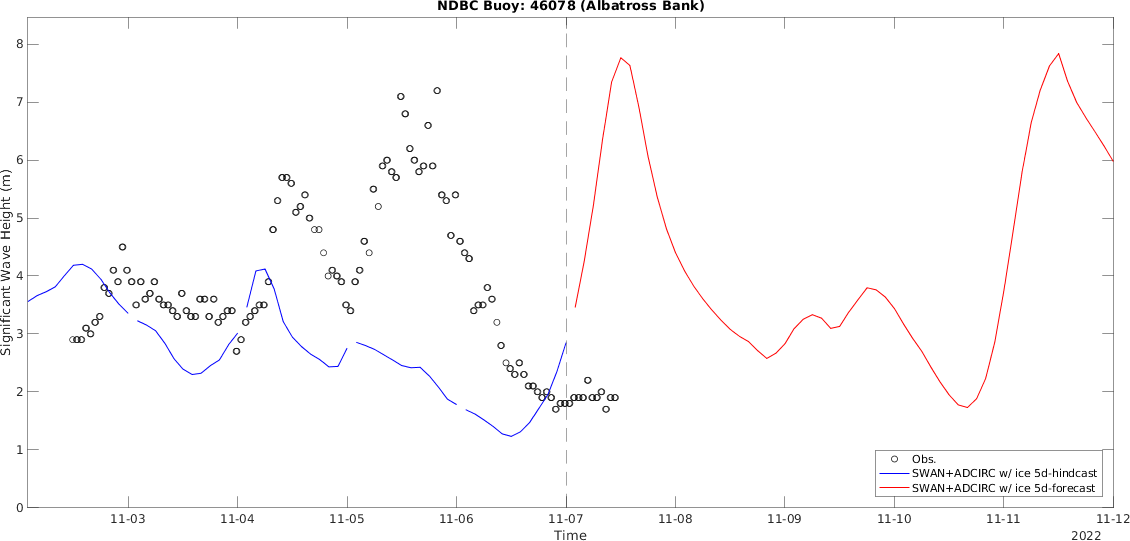 NDBC Buoy: 46078 (Albatross Bank)
8
7
6
5
4
3
2
1
0
Significant Wave Height (m)
Obs.
SWAN+ADCIRC w/ ice 5d-hindcast
SWAN+ADCIRC w/ ice 5d-forecast
11-03 11-04 11-05 11-06 11-07 11-08 11-09 11-10 11-11 11-12
Time
2022